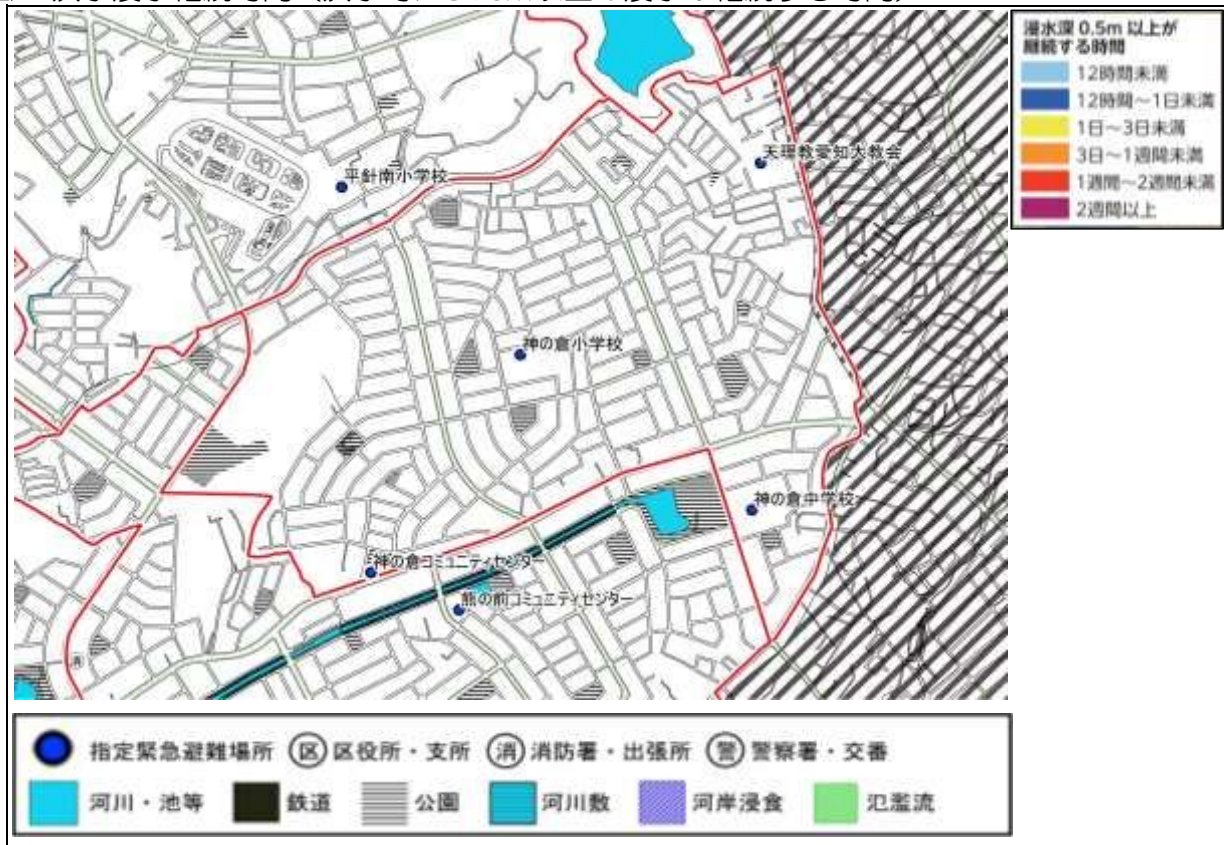 浸水深 0.5m 以上が
継続する時間
12時間未満
12時間～1日未満
1日～3日未満
3日～1週間未満
1週間～2週間未満
2週間以上
天理教愛知大教会
平針南小学校
神の倉小学校
神の倉中学校
神の倉コミュニティセンター
熊の前コミュニティセンター
消
指定緊急避難場所 区 区役所・支所 消 消防署・出張所 警 警察署・交番
河川・池等 鉄道 公園 河川敷 河岸浸食 氾濫流